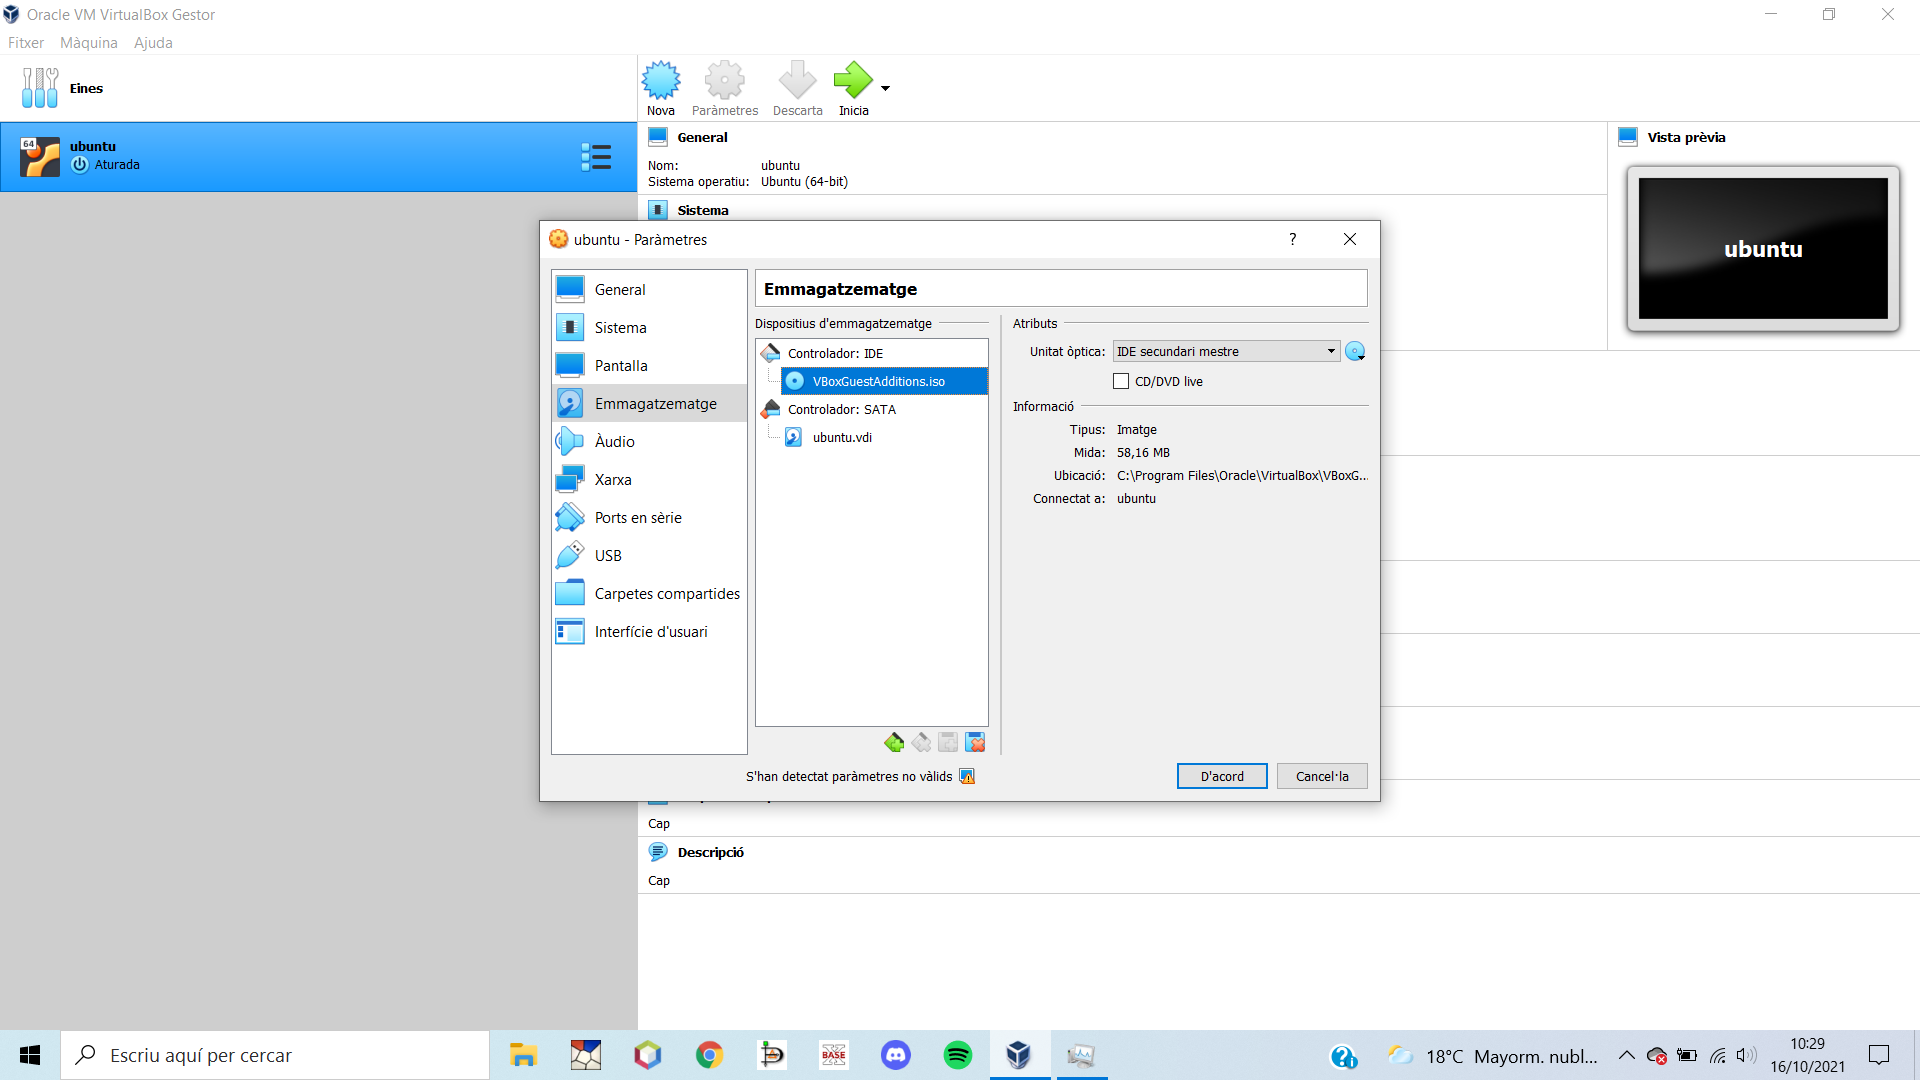 Oracle VM VirtualBox Gestor
Fitxer Màquina Ajuda
Eines
Nova Paràmetres Descarta Inicia
64
ubuntu
Aturada
General
Nom: ubuntu
Sistema operatiu: Ubuntu (64-bit)
Sistema
Vista prèvia
ubuntu
ubuntu - Paràmetres
?
General
Sistema
Pantalla
Emmagatzematge
Àudio
Xarxa
Ports en sèrie
USB
Carpetes compartides
Interfície d'usuari
Emmagatzematge
Dispositius d'emmagatzematge
Controlador: IDE
VBoxGuestAdditions.iso
Controlador: SATA
ubuntu.vdi
Atributs
Unitat òptica: IDE secundari mestre
CD/DVD live
Informació
Tipus: Imatge
Mida: 58,16 MB
Ubicació: C:\Program Files\Oracle\VirtualBox\VBoxG...
Connectat a: ubuntu
S'han detectat paràmetres no vàlids
D'acord Cancel·la
Cap
Descripció
Cap
Escriu aquí per cercar
BASE
18°C Mayorm. nubl...
10:29
16/10/2021